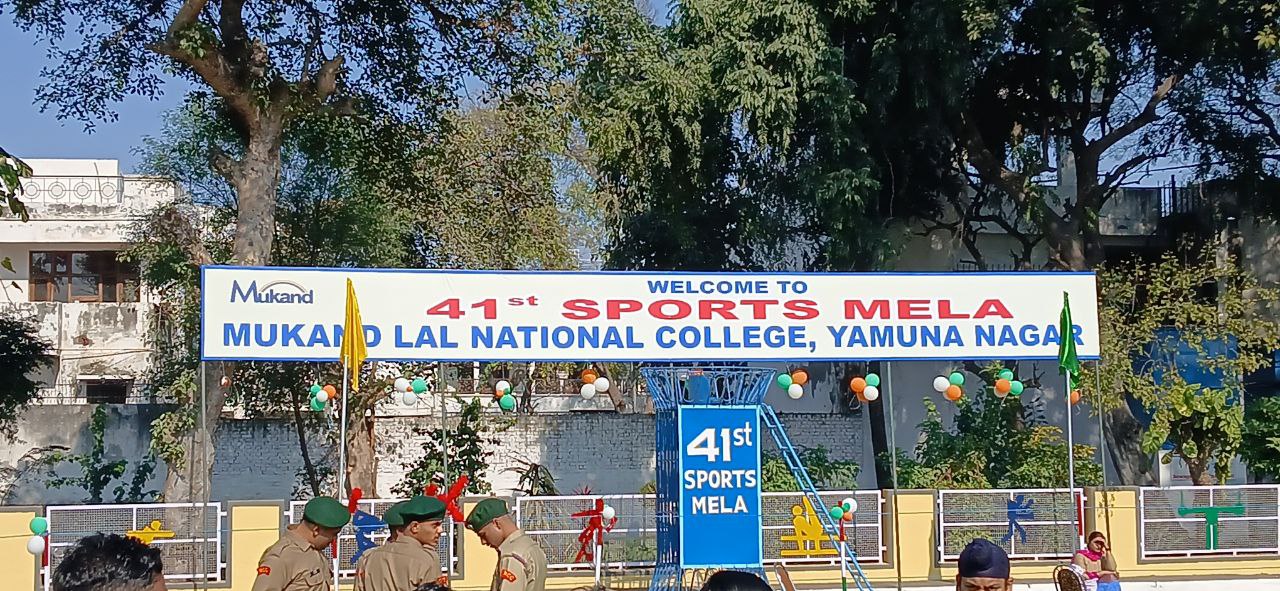 Mukand
WELCOME TO
41st SPORTS MELA
MUKAND LAL NATIONAL COLLEGE, YAMUNA NAGAR
41st
SPORTS
MELA